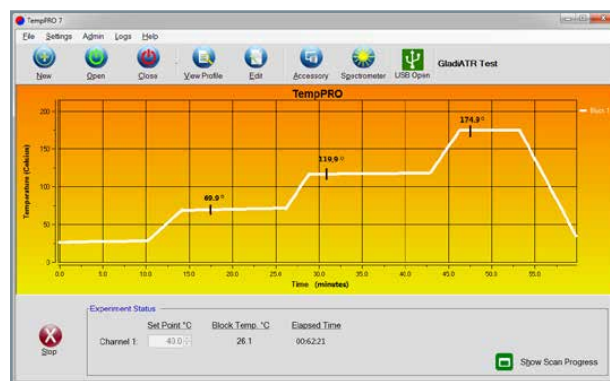 TempPRO 7
File Settings Admin Logs Help
New Open Close View Profile Edit Accessory Spectrometer USB Open GladiATR Test
TempPRO
200
150
100
50
3
Temperature (Celsius)
69.9 °
119.9 °
174.9 °
0.0 5.0 10.0 15.0 20.0 25.0 30.0 35.0 40.0 45.0 50.0 55.0
Time (minutes)
Experiment Status
Set Point °C Block Temp. °C Elapsed Time
Channel 1: 40.0 26.1 00:62:21
Stop
Show Scan Progress